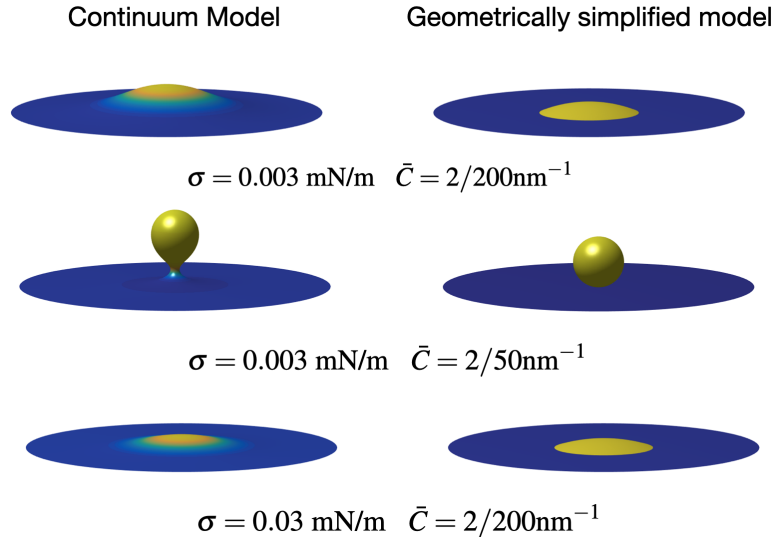 Continuum Model Geometrically simplified model
σ = 0.003 mN/m C̄ = 2/200nm⁻¹
σ = 0.003 mN/m C̄ = 2/50nm⁻¹
σ = 0.03 mN/m C̄ = 2/200nm⁻¹